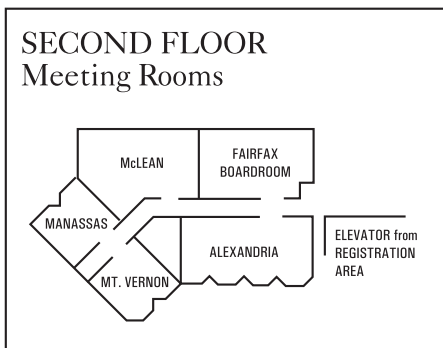 SECOND FLOOR
Meeting Rooms
McLEAN
FAIRFAX
BOARDROOM
MANASSAS
ALEXANDRIA
ELEVATOR from
REGISTRATION
AREA
MT. VERNON